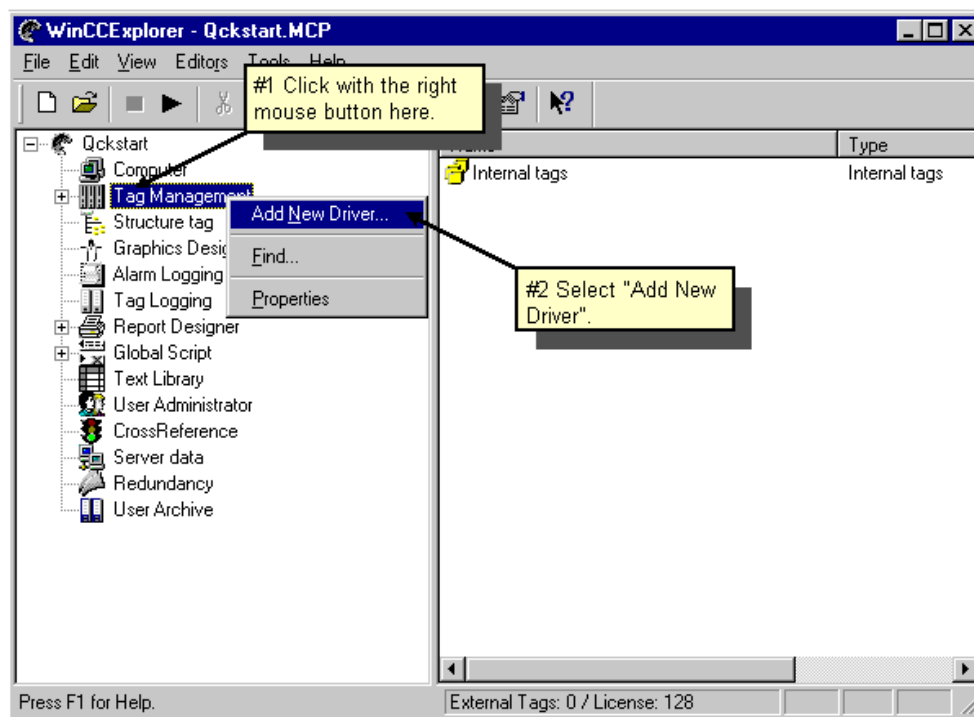 WinCCExplorer - Qckstart.MCP
File Edit View Editors Tools Help
#1 Click with the right
mouse button here.
Qckstart
Computer
Tag Management
Structure tag
Graphics Desig
Alarm Logging
Tag Logging
Report Designer
Global Script
Text Library
User Administrator
CrossReference
Server data
Redundancy
User Archive
Add New Driver...
Find...
Properties
Name Type
Internal tags Internal tags
#2 Select "Add New
Driver".
Press F1 for Help. External Tags: 0 / License: 128